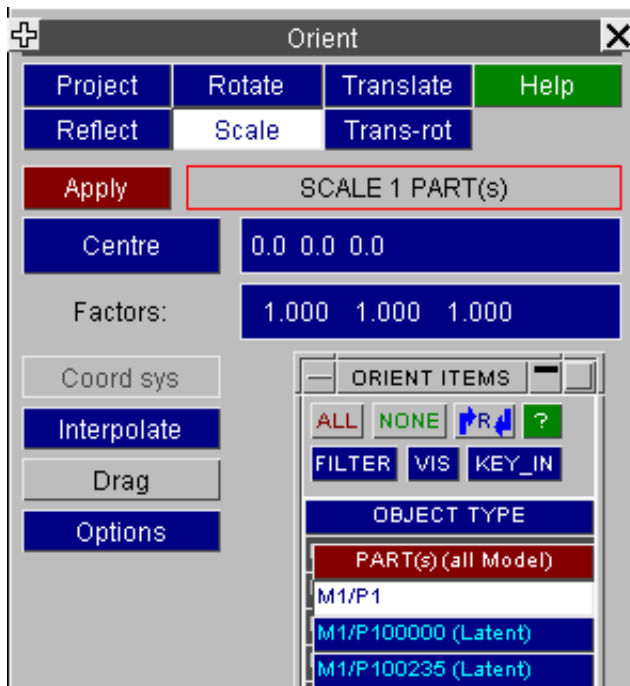 Orient
Project Rotate Translate Help
Reflect Scale Trans-rot
Apply SCALE 1 PART(s)
Centre 0.0 0.0 0.0
Factors: 1.000 1.000 1.000
Coord sys
Interpolate
Drag
Options
ORIENT ITEMS
ALL NONE R ?
FILTER VIS KEY_IN
OBJECT TYPE
PART(s) (all Model)
M1/P1
M1/P100000 (Latent)
M1/P100235 (Latent)